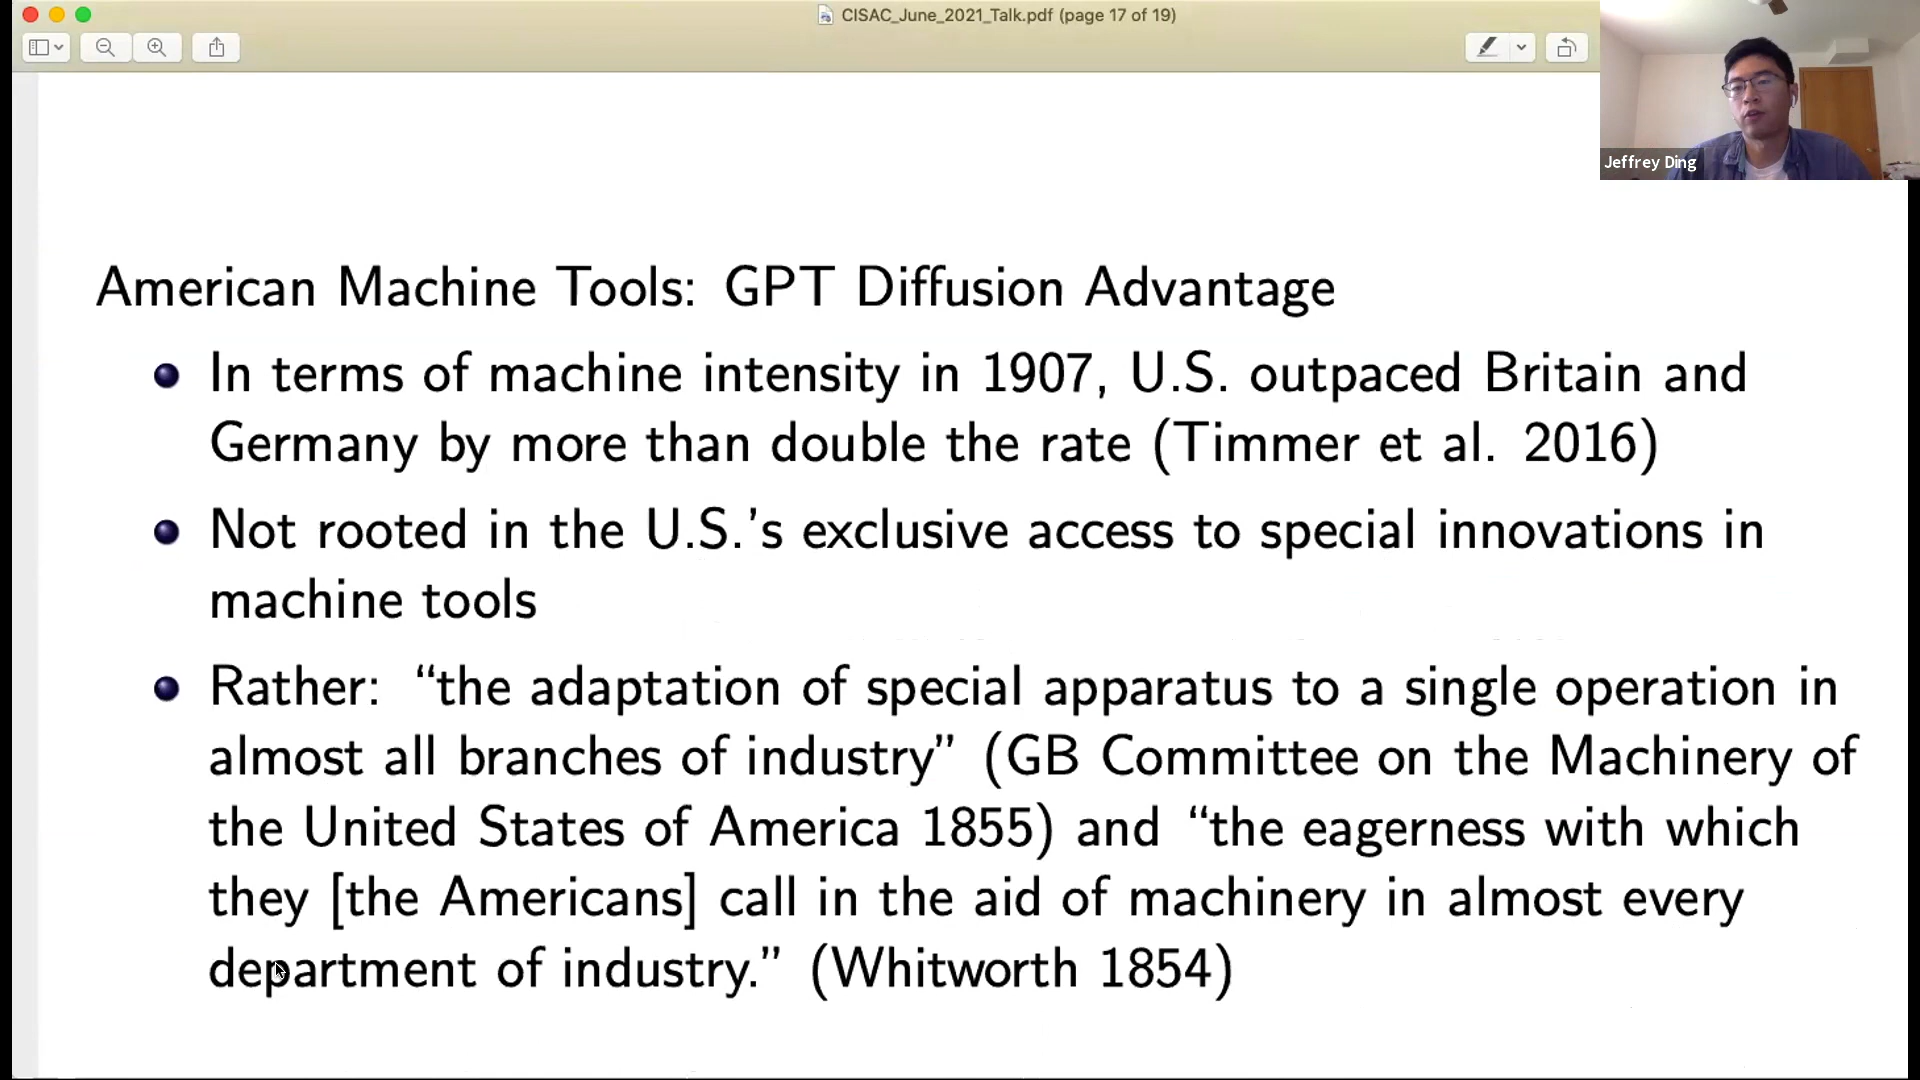 CISAC_June_2021_Talk.pdf (page 17 of 19)
Jeffrey Ding
American Machine Tools: GPT Diffusion Advantage
In terms of machine intensity in 1907, U.S. outpaced Britain and
Germany by more than double the rate (Timmer et al. 2016)
Not rooted in the U.S.'s exclusive access to special innovations in
machine tools
Rather: “the adaptation of special apparatus to a single operation in
almost all branches of industry” (GB Committee on the Machinery of
the United States of America 1855) and “the eagerness with which
they [the Americans] call in the aid of machinery in almost every
department of industry.” (Whitworth 1854)